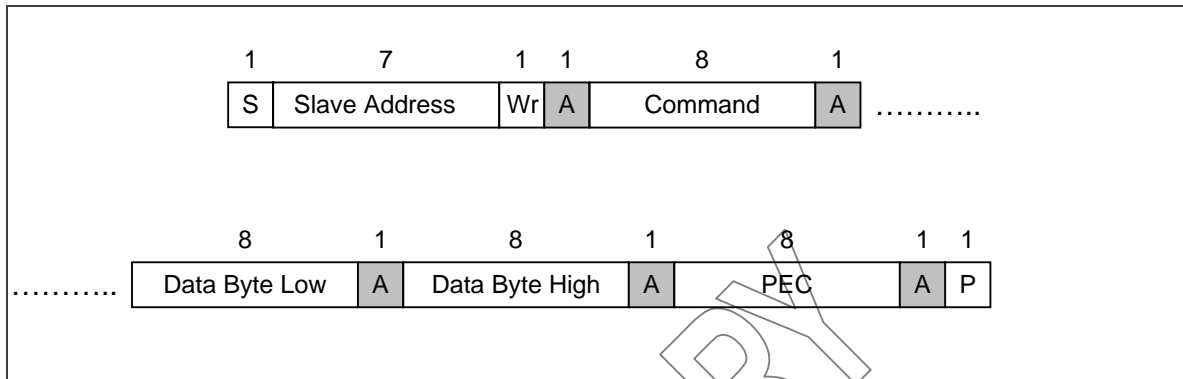 1 7 1 1 8 1
S Slave Address Wr A Command A ...........
8 1 8 1 8 1 1
........... Data Byte Low A Data Byte High A PEC A P
RY